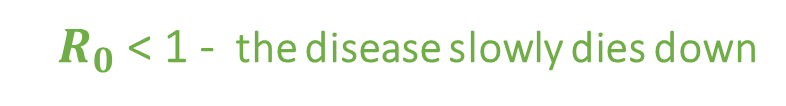 R₀ < 1 - the disease slowly dies down